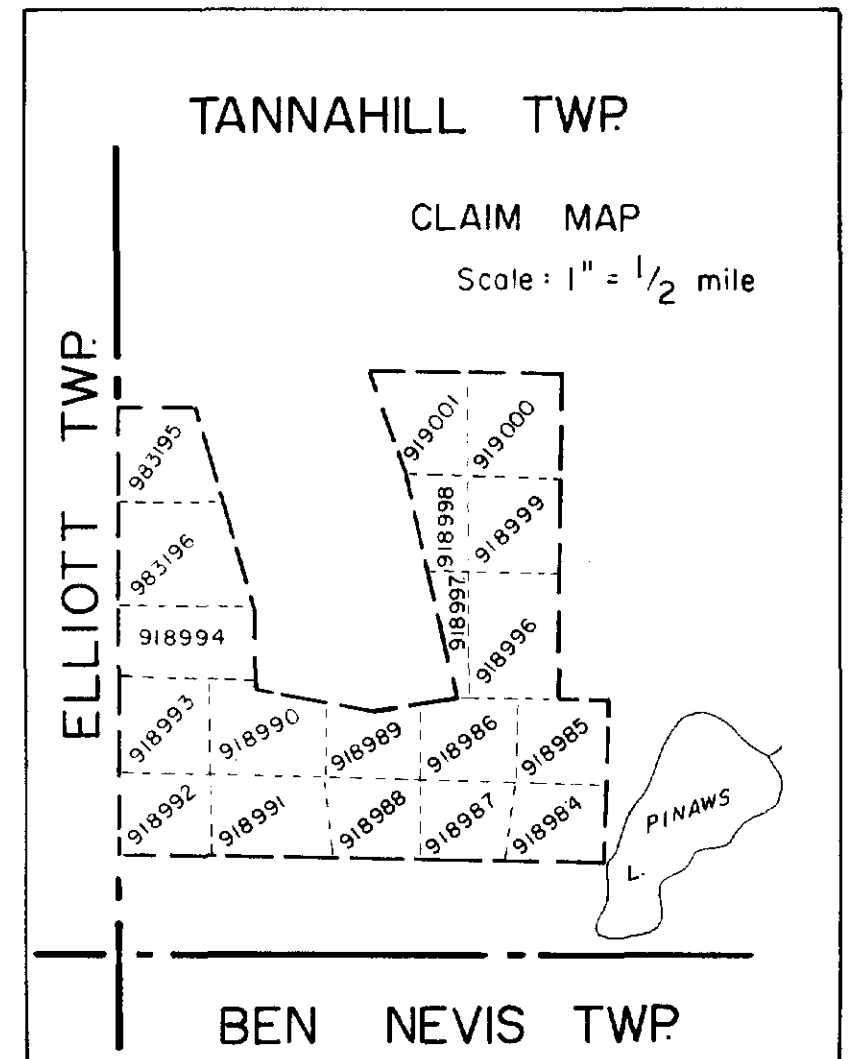 TANNAHILL TWP.
CLAIM MAP
Scale: 1" = 1/2 mile
ELLIOTT TWP.
919001
919000
983195
918998
918999
983196
918997
918996
918994
918993
918990
918989
918986
918985
918992
918991
918988
918987
918984
PINAWS
L.
BEN NEVIS TWP.